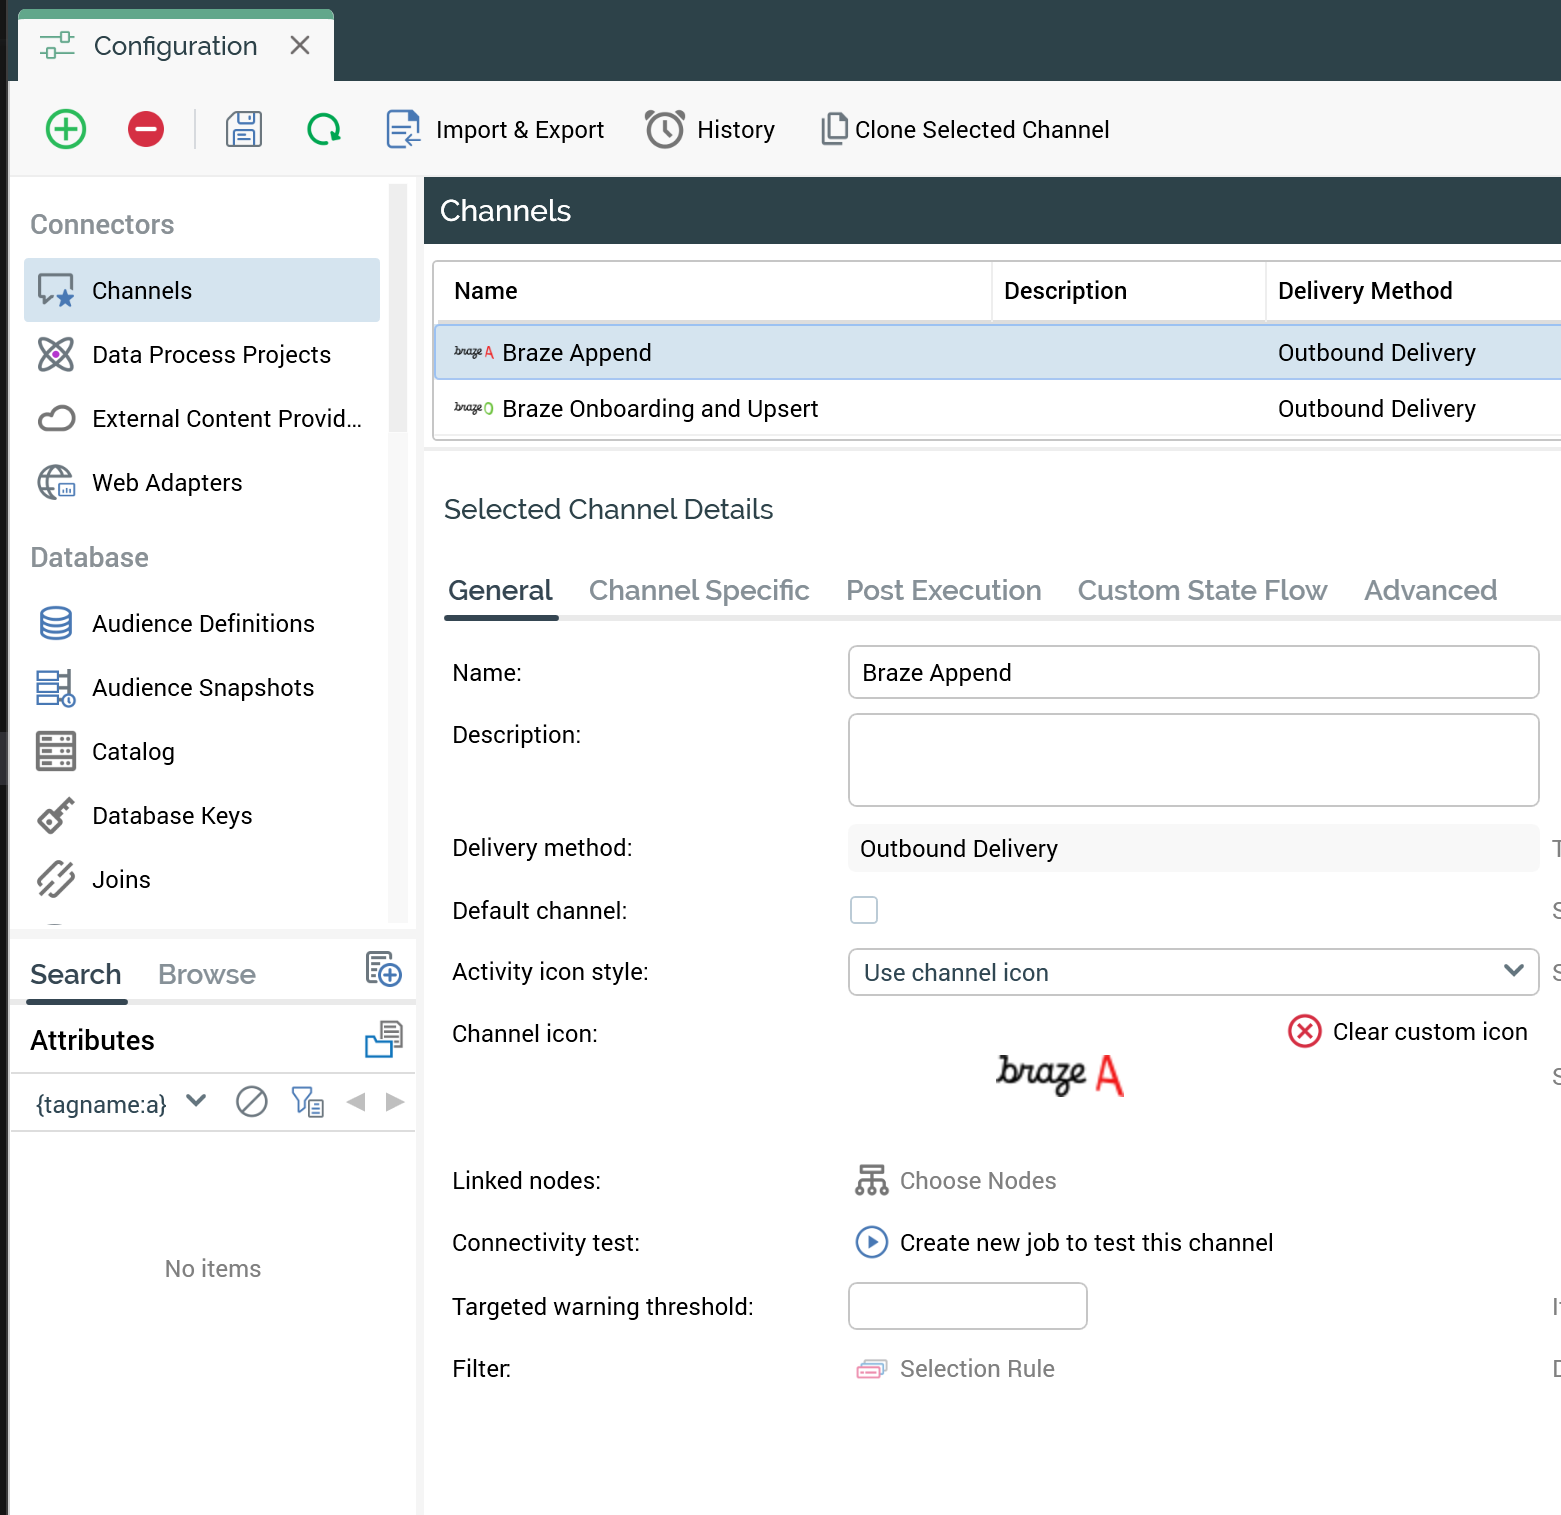 Configuration
Import & Export
History
Clone Selected Channel
Connectors
Channels
Data Process Projects
External Content Provid...
Web Adapters
Database
Audience Definitions
Audience Snapshots
Catalog
Database Keys
Joins
Search
Browse
Attributes
{tagname:a}
No items
Channels
Name
Description
Delivery Method
braze A
Braze Append
Outbound Delivery
braze O
Braze Onboarding and Upsert
Outbound Delivery
Selected Channel Details
General
Channel Specific
Post Execution
Custom State Flow
Advanced
Name:
Braze Append
Description:
Delivery method:
Outbound Delivery
Default channel:
Activity icon style:
Use channel icon
Channel icon:
Clear custom icon
braze A
Linked nodes:
Choose Nodes
Connectivity test:
Create new job to test this channel
Targeted warning threshold:
Filter:
Selection Rule